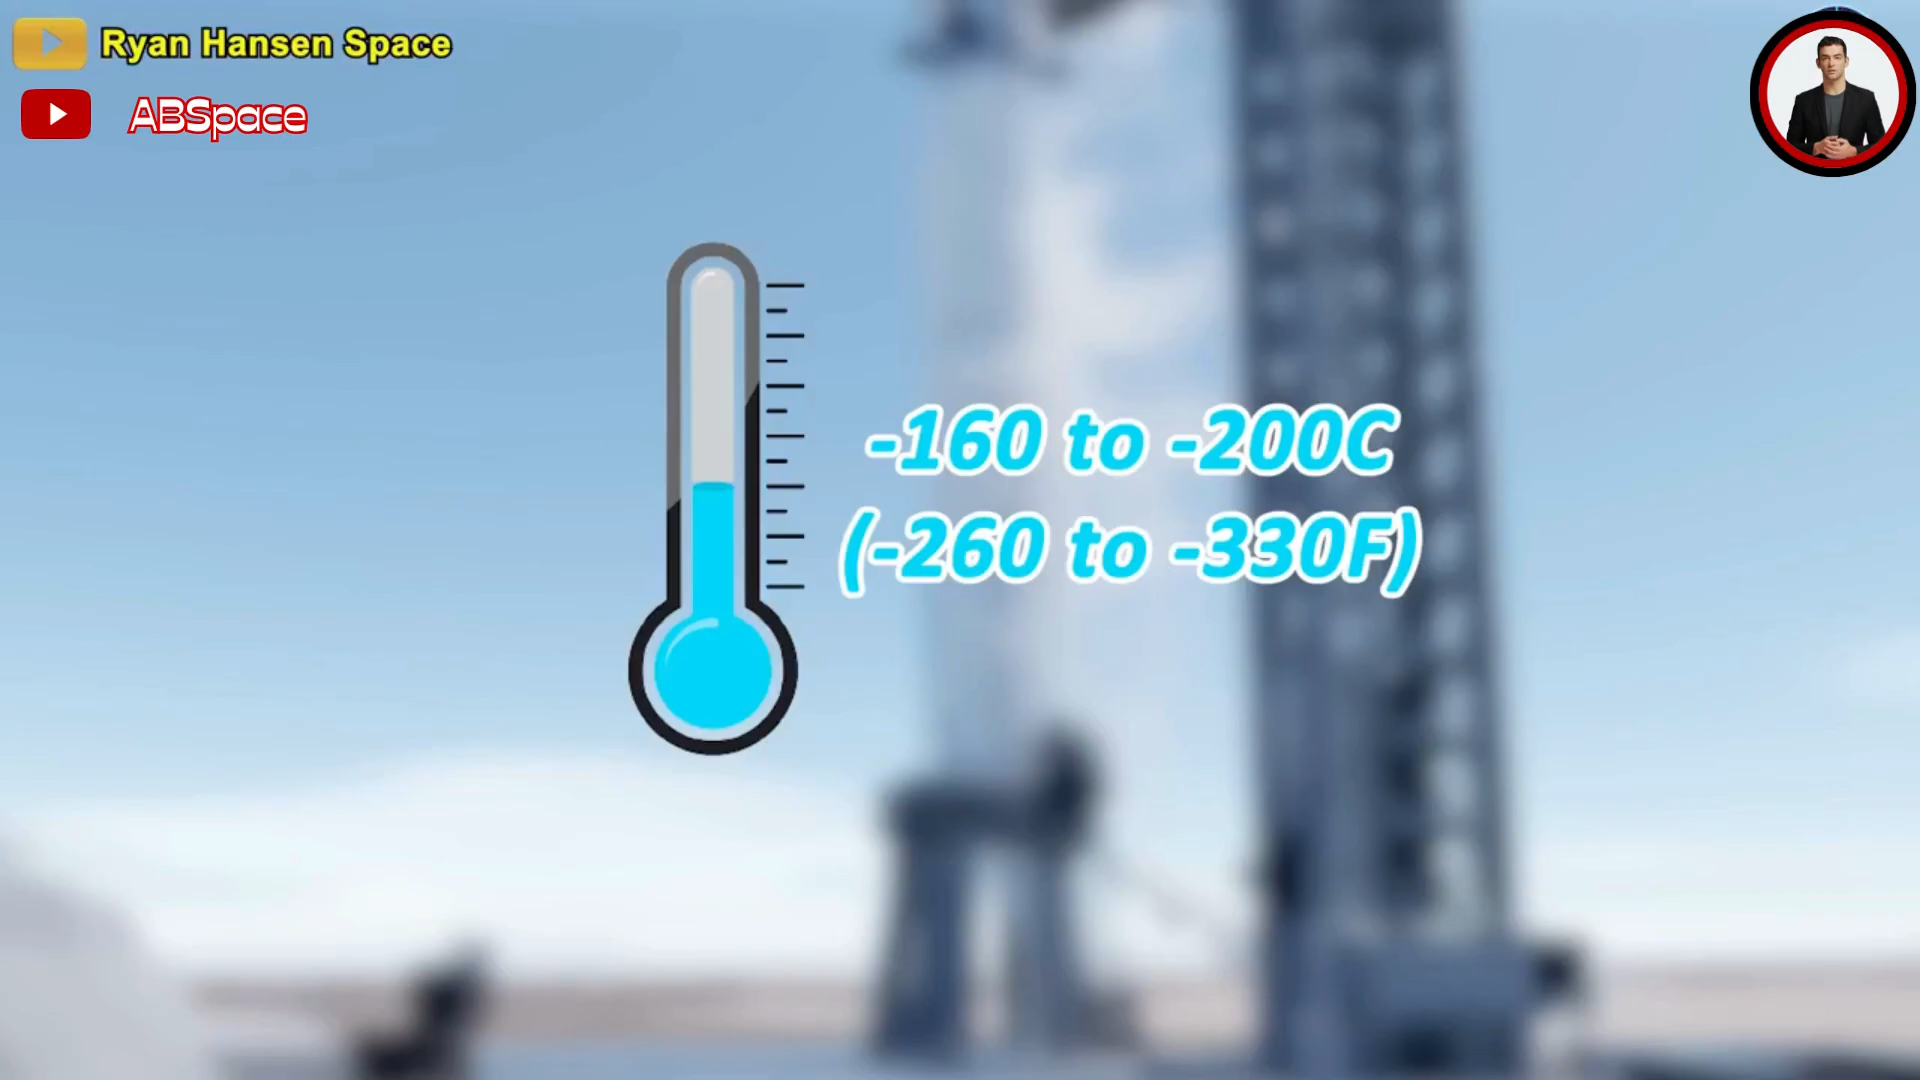 Ryan Hansen Space
ABSpace
-160 to -200C
(-260 to -330F)